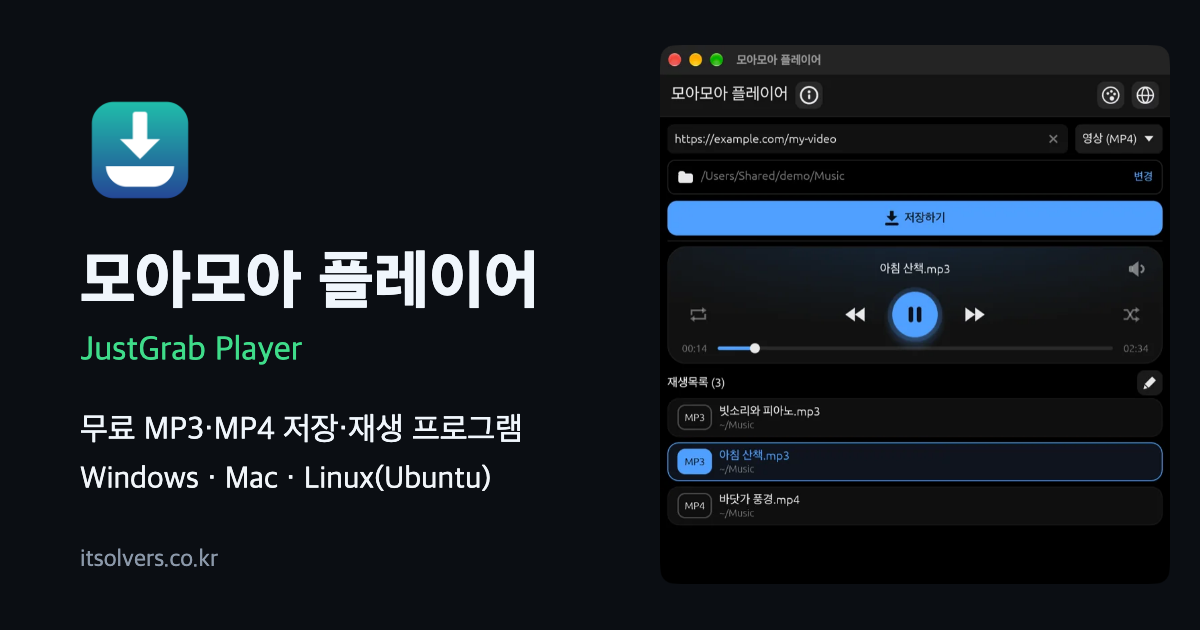 모아모아 플레이어
JustGrab Player
무료 MP3·MP4 저장·재생 프로그램
Windows · Mac · Linux(Ubuntu)
itsolvers.co.kr
모아모아 플레이어
모아모아 플레이어
https://example.com/my-video
영상 (MP4)
/Users/Shared/demo/Music
변경
저장하기
아침 산책.mp3
00:14
02:34
재생목록 (3)
MP3
빗소리와 피아노.mp3
~/Music
MP3
아침 산책.mp3
~/Music
MP4
바닷가 풍경.mp4
~/Music